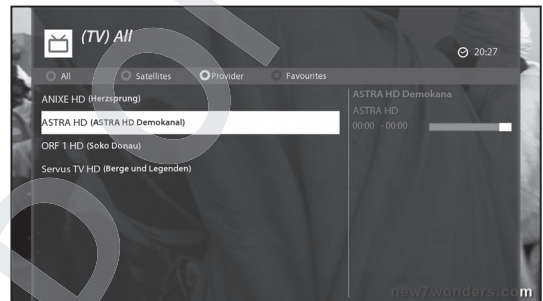 (TV) All
20:27
All Satellites Provider Favourites
ANIXE HD (Herzsprung)
ASTRA HD (ASTRA HD Demokanal)
ORF 1 HD (Soko Donau)
Servus TV HD (Berge und Legenden)
ASTRA HD Demokana
ASTRA HD
00:00 - 00:00
new7wonders.com